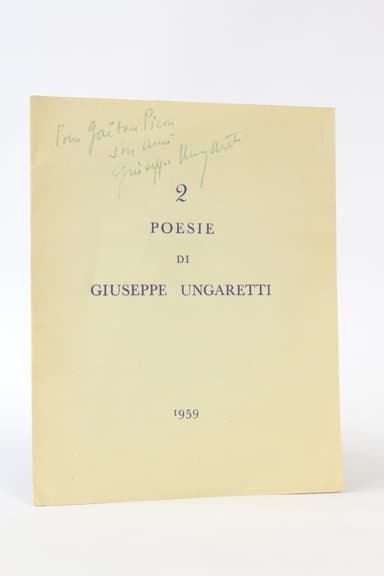 Pour Gaëtan Picon
son ami
Giuseppe Ungaretti
2
POESIE
DI
GIUSEPPE UNGARETTI
1959